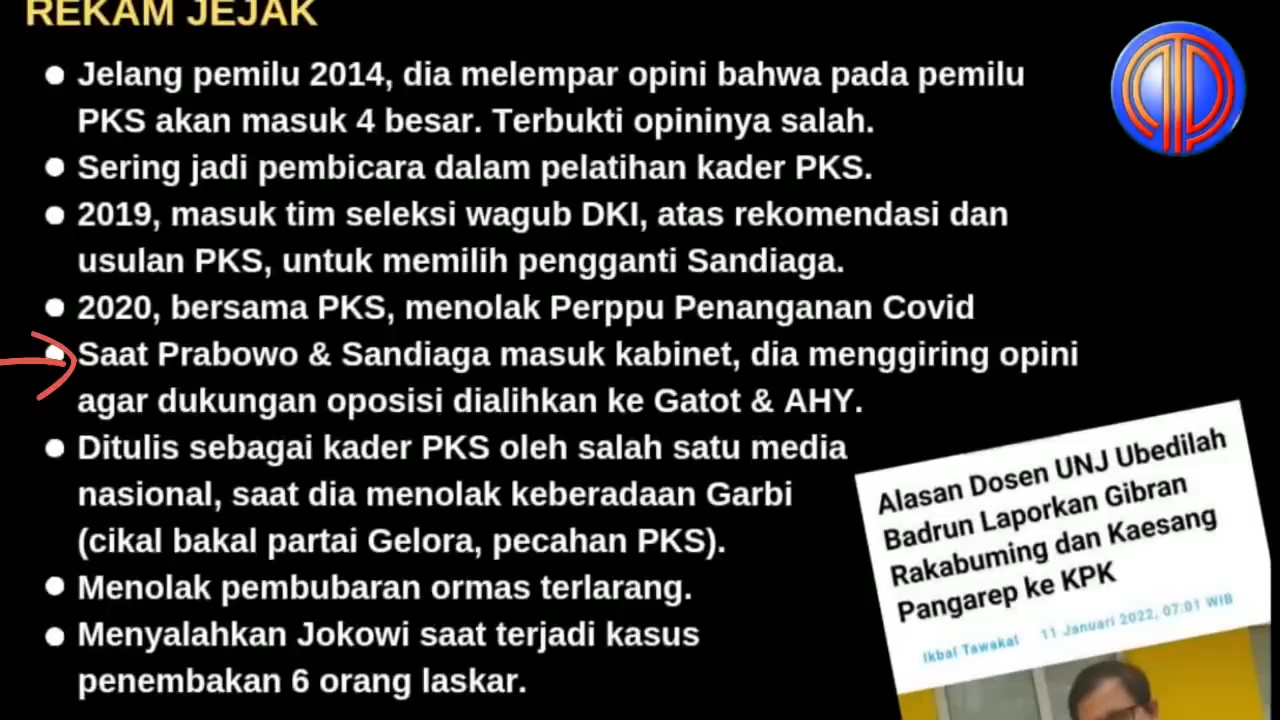 REKAM JEJAK
Jelang pemilu 2014, dia melempar opini bahwa pada pemilu
PKS akan masuk 4 besar. Terbukti opininya salah.
Sering jadi pembicara dalam pelatihan kader PKS.
2019, masuk tim seleksi wagub DKI, atas rekomendasi dan
usulan PKS, untuk memilih pengganti Sandiaga.
2020, bersama PKS, menolak Perppu Penanganan Covid
Saat Prabowo & Sandiaga masuk kabinet, dia menggiring opini
agar dukungan oposisi dialihkan ke Gatot & AHY.
Ditulis sebagai kader PKS oleh salah satu media
nasional, saat dia menolak keberadaan Garbi
(cikal bakal partai Gelora, pecahan PKS).
Menolak pembubaran ormas terlarang.
Menyalahkan Jokowi saat terjadi kasus
penembakan 6 orang laskar.
Alasan Dosen UNJ Ubedilah
Badrun Laporkan Gibran
Rakabuming dan Kaesang
Pangarep ke KPK
Ikbal Tawakal 11 Januari 2022, 07.01 WIB